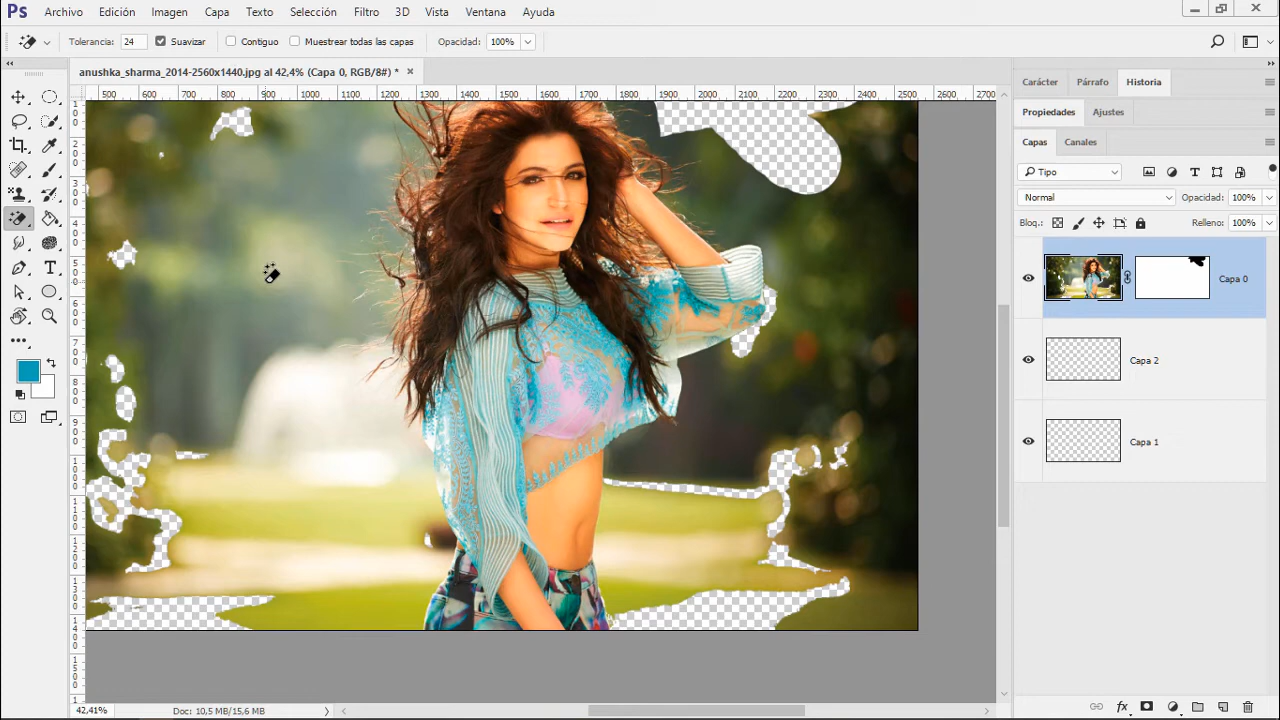 Ps Archivo Edición Imagen Capa Texto Selección Filtro 3D Vista Ventana Ayuda
Tolerancia: 24 Suavizar Contiguo Muestrear todas las capas Opacidad: 100%
anushka_sharma_2014-2560x1440.jpg al 42,4% (Capa 0, RGB/8#) * ×
500 600 700 800 900 1000 1100 1200 1300 1400 1500 1600 1700 1800 1900 2000 2100 2200 2300 2400 2500 2600 2700
Carácter Párrafo Historia
Propiedades Ajustes
Capas Canales
Tipo
Normal Opacidad: 100%
Bloq.: Relleno: 100%
Capa 0
Capa 2
Capa 1
42,41% Doc: 10,5 MB/15,6 MB